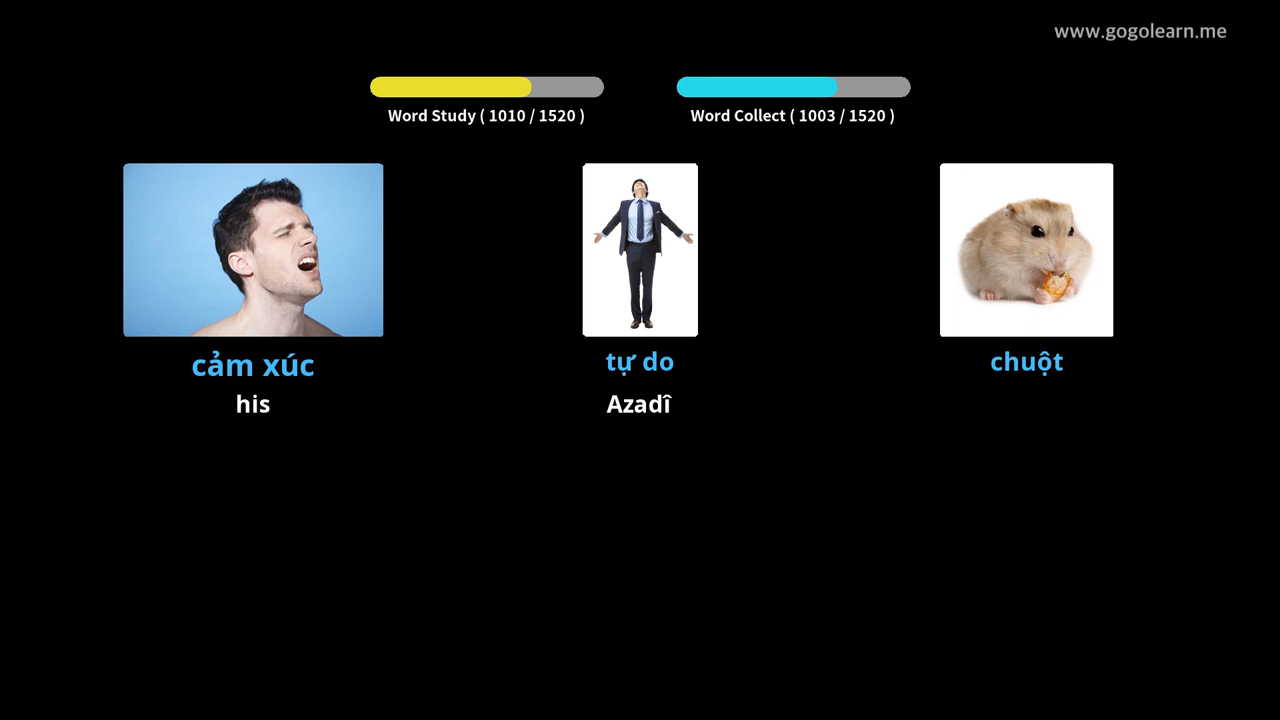 www.gogolearn.me
Word Study ( 1010 / 1520 )
Word Collect ( 1003 / 1520 )
cảm xúc
his
tự do
Azadî
chuột